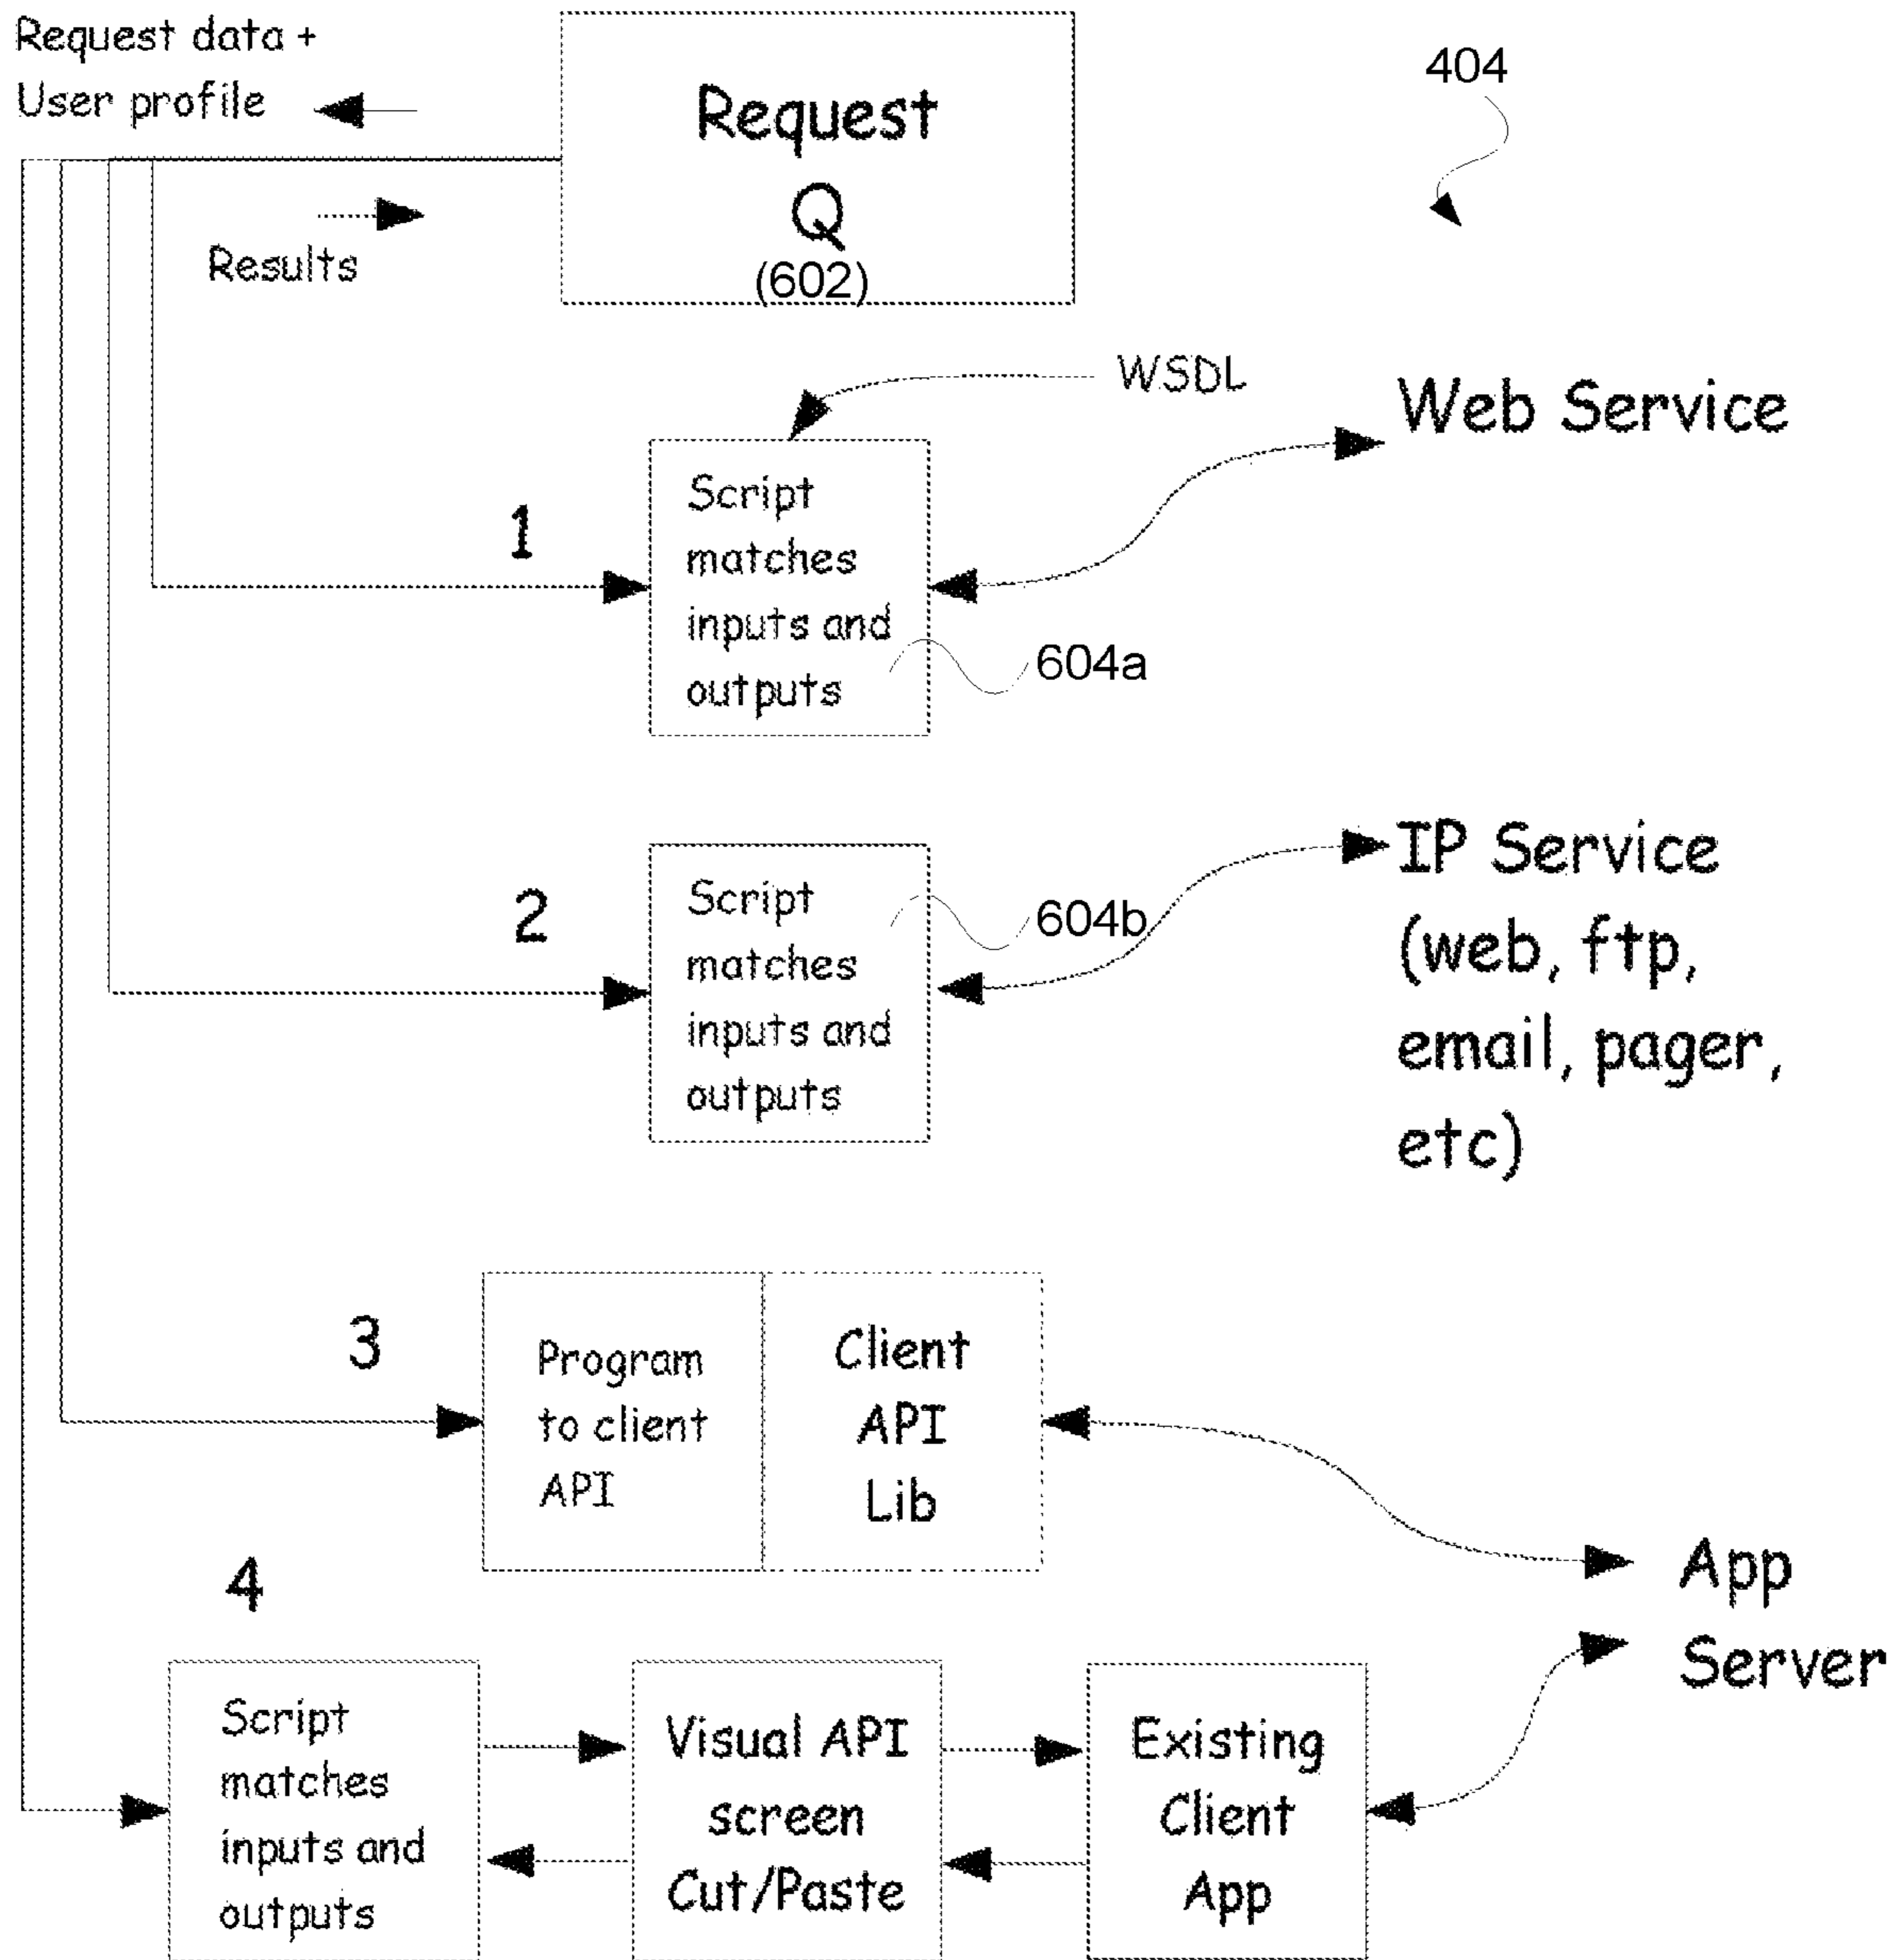 Request data +
User profile
Results
Request
Q
(602)
404
WSDL
Web Service
1
Script
matches
inputs and
outputs
604a
2
Script
matches
inputs and
outputs
604b
IP Service
(web, ftp,
email, pager,
etc)
3
Program
to client
API
Client
API
Lib
App
Server
4
Script
matches
inputs and
outputs
Visual API
screen
Cut/Paste
Existing
Client
App